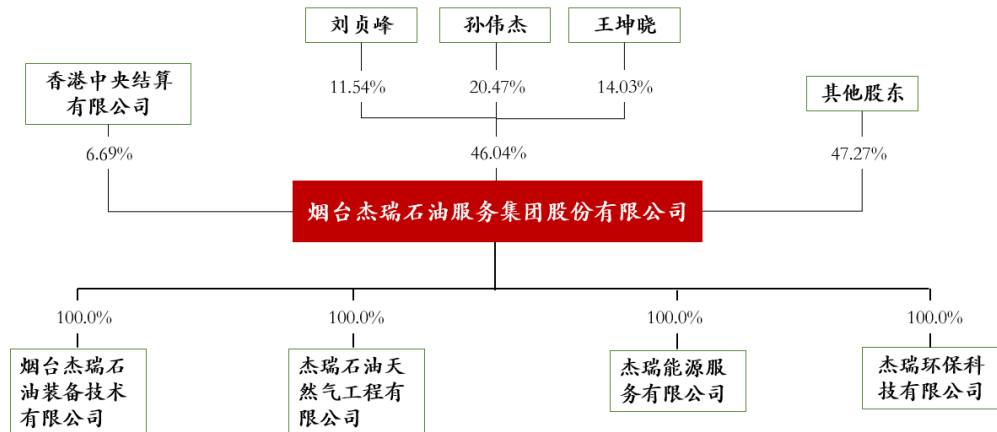 刘贞峰
孙伟杰
王坤晓
香港中央结算
有限公司
其他股东
11.54%
20.47%
14.03%
6.69%
46.04%
47.27%
烟台杰瑞石油服务集团股份有限公司
100.0%
100.0%
100.0%
100.0%
烟台杰瑞石
油装备技术
有限公司
杰瑞石油天
然气工程有
限公司
杰瑞能源服
务有限公司
杰瑞环保科
技有限公司